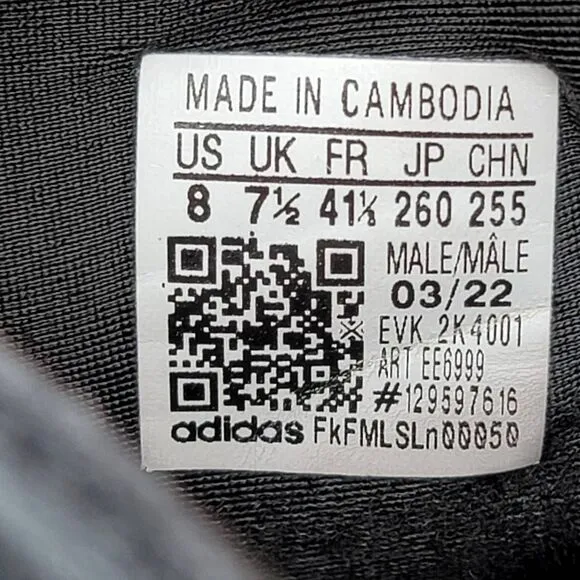 MADE IN CAMBODIA
US UK FR JP CHN
8 7½ 41⅓ 260 255
MALE/MÂLE
03/22
EVK 2K4001
ART EE6999
#129597616
adidas FkFMLSLn00050